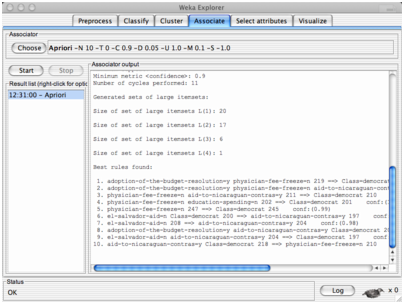 Weka Explorer
Preprocess Classify Cluster Associate Select attributes Visualize
Associator
Choose Apriori -N 10 -T 0 -C 0.9 -D 0.05 -U 1.0 -M 0.1 -S -1.0
Start Stop
Result list (right-click for optic
12:31:00 - Apriori
Associator output
Minimum metric <confidence>: 0.9
Number of cycles performed: 11
Generated sets of large itemsets:
Size of set of large itemsets L(1): 20
Size of set of large itemsets L(2): 17
Size of set of large itemsets L(3): 6
Size of set of large itemsets L(4): 1
Best rules found:
1. adoption-of-the-budget-resolution=y physician-fee-freeze=n 219 ==> Class=democrat
2. adoption-of-the-budget-resolution=y physician-fee-freeze=n aid-to-nicaraguan-cont
3. physician-fee-freeze=n aid-to-nicaraguan-contras=y 211 ==> Class=democrat 210
4. physician-fee-freeze=n education-spending=n 202 ==> Class=democrat 201 conf:(1
5. physician-fee-freeze=n 247 ==> Class=democrat 245 conf:(0.99)
6. el-salvador-aid=n Class=democrat 200 ==> aid-to-nicaraguan-contras=y 197 conf:
7. el-salvador-aid=n 208 ==> aid-to-nicaraguan-contras=y 204 conf:(0.98)
8. adoption-of-the-budget-resolution=y aid-to-nicaraguan-contras=y Class=democrat 20
9. el-salvador-aid=n aid-to-nicaraguan-contras=y 204 ==> Class=democrat 197 conf:
10. aid-to-nicaraguan-contras=y Class=democrat 218 ==> physician-fee-freeze=n 210
Status
OK
Log x 0